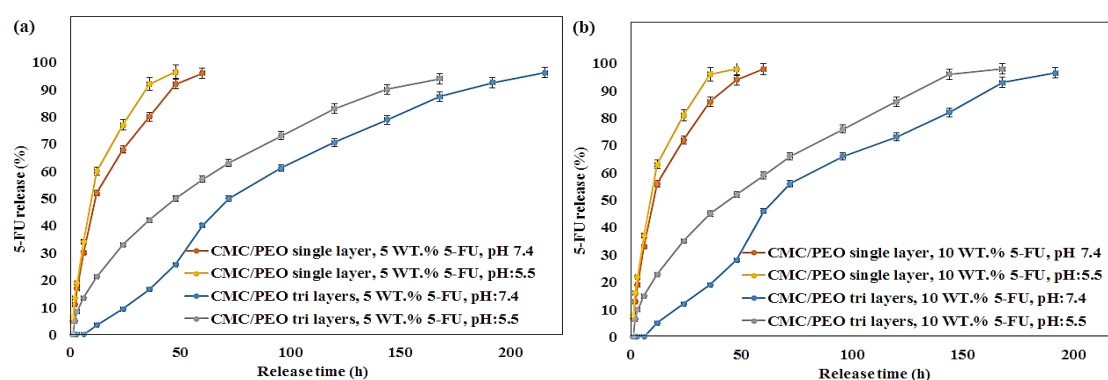 (a)
5-FU release (%)
100
90
80
70
60
50
40
30
20
10
0
CMC/PEO single layer, 5 WT.% 5-FU, pH 7.4
CMC/PEO single layer, 5 WT.% 5-FU, pH:5.5
CMC/PEO tri layers, 5 WT.% 5-FU, pH:7.4
CMC/PEO tri layers, 5 WT.% 5-FU, pH:5.5
0 50 100 150 200
Release time (h)
(b)
5-FU release (%)
100
90
80
70
60
50
40
30
20
10
0
CMC/PEO single layer, 10 WT.% 5-FU, pH 7.4
CMC/PEO single layer, 10 WT.% 5-FU, pH:5.5
CMC/PEO tri layers, 10 WT.% 5-FU, pH:7.4
CMC/PEO tri layers, 10 WT.% 5-FU, pH:5.5
0 50 100 150 200
Release time (h)